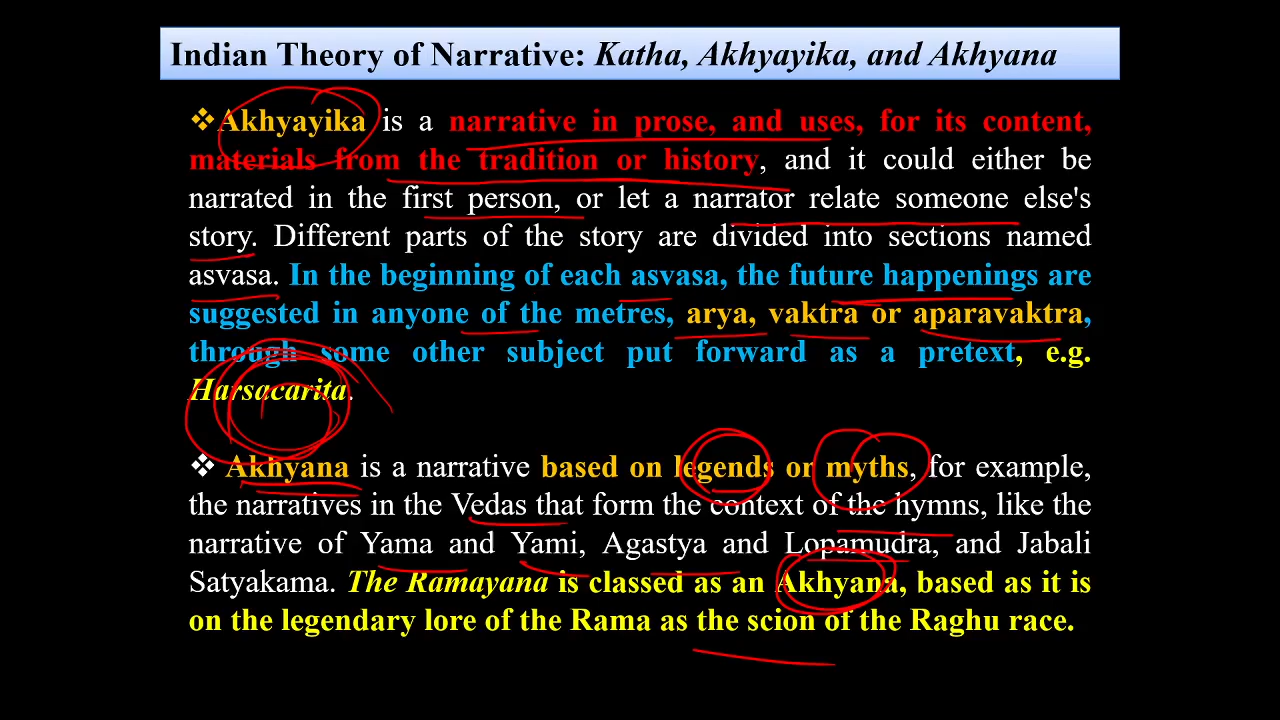 Indian Theory of Narrative: Katha, Akhyayika, and Akhyana
❖Akhyayika is a narrative in prose, and uses, for its content,
materials from the tradition or history, and it could either be
narrated in the first person, or let a narrator relate someone else's
story. Different parts of the story are divided into sections named
asvasa. In the beginning of each asvasa, the future happenings are
suggested in anyone of the metres, arya, vaktra or aparavaktra,
through some other subject put forward as a pretext, e.g.
Harsacarita.
❖ Akhyana is a narrative based on legends or myths, for example,
the narratives in the Vedas that form the context of the hymns, like the
narrative of Yama and Yami, Agastya and Lopamudra, and Jabali
Satyakama. The Ramayana is classed as an Akhyana, based as it is
on the legendary lore of the Rama as the scion of the Raghu race.